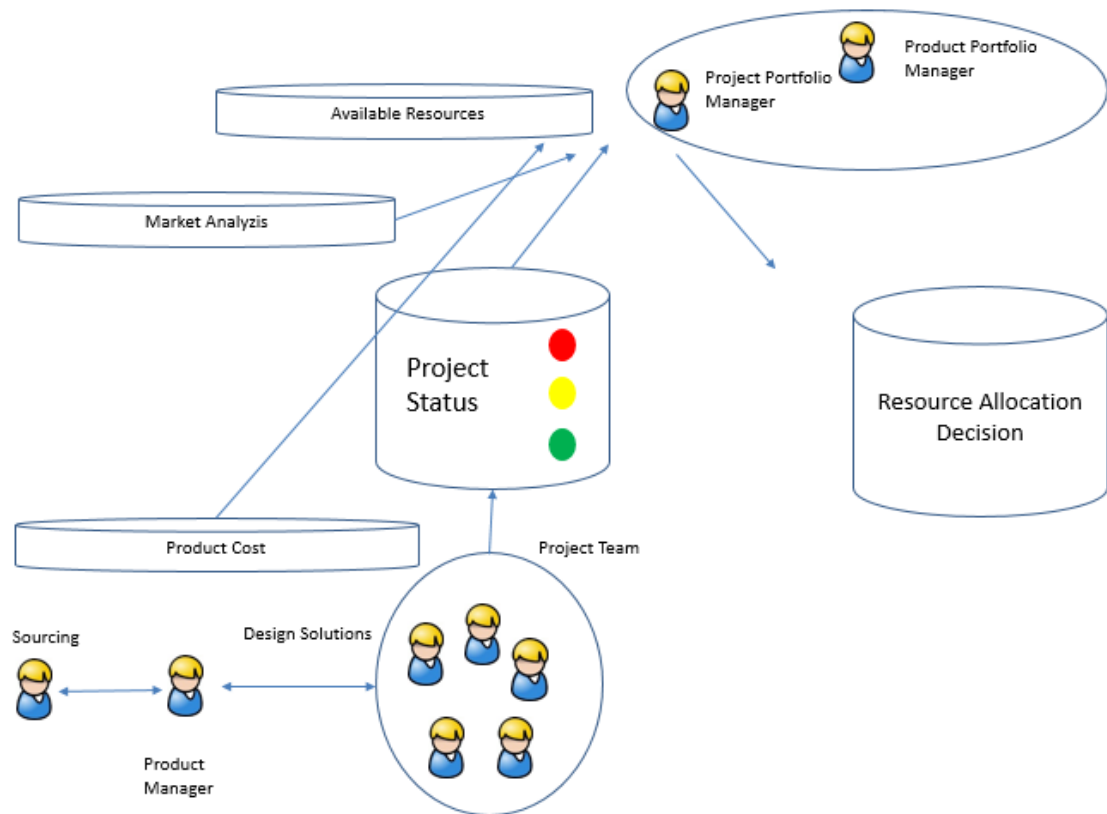 Product Portfolio
Manager
Project Portfolio
Manager
Available Resources
Market Analyzis
Project
Status
Resource Allocation
Decision
Product Cost
Project Team
Sourcing
Design Solutions
Product
Manager